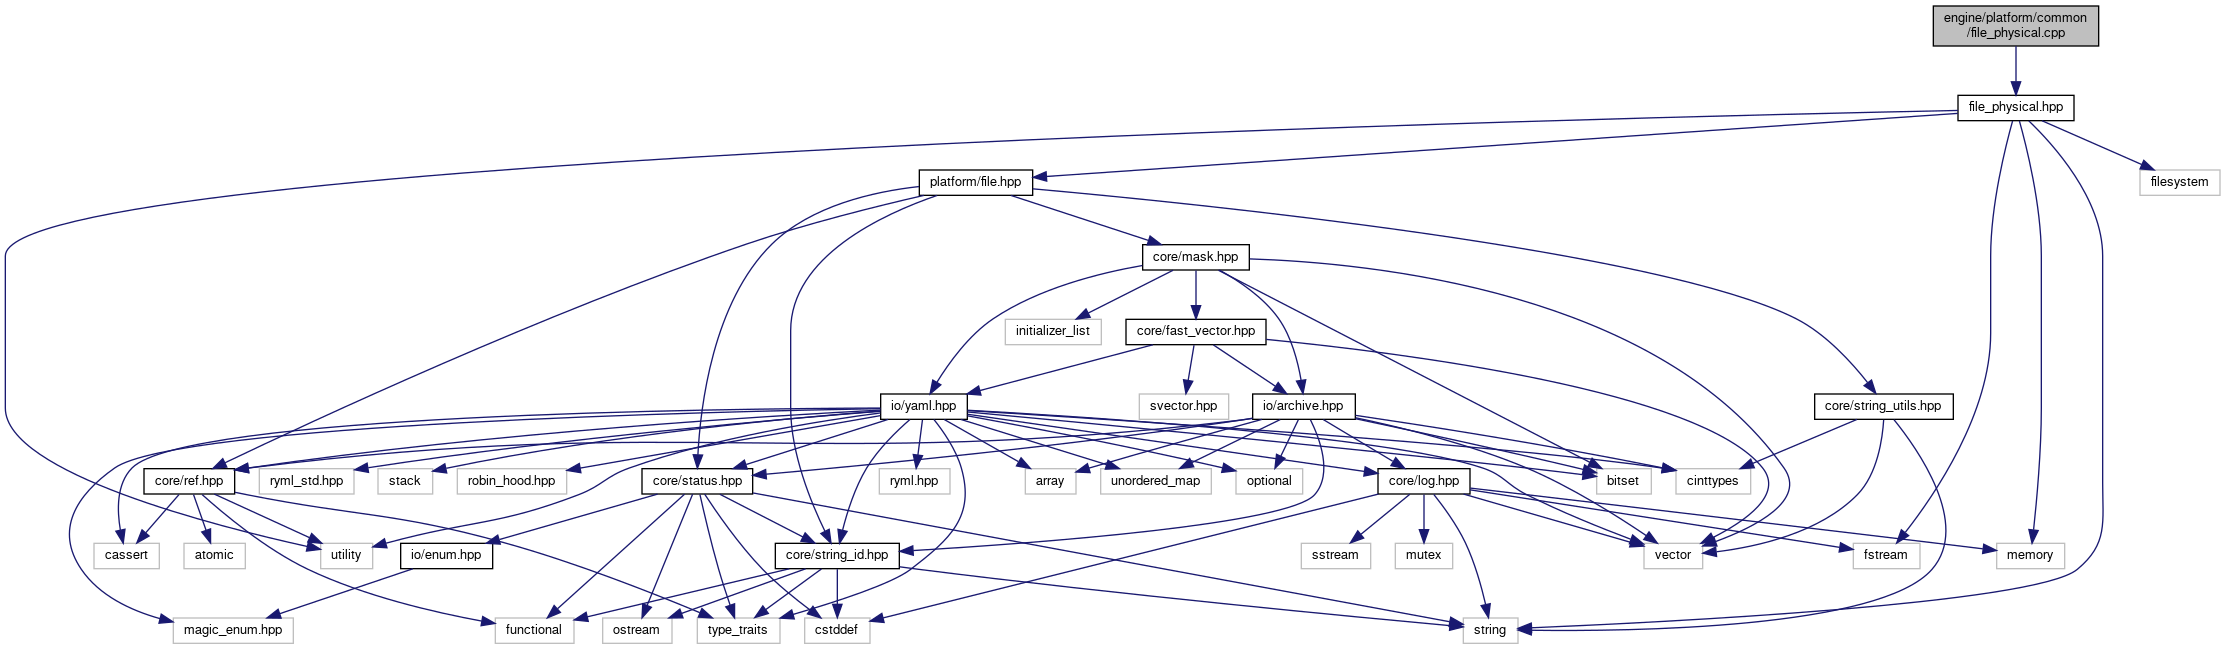 engine/platform/common
/file_physical.cpp
file_physical.hpp
platform/file.hpp
filesystem
core/mask.hpp
initializer_list
core/fast_vector.hpp
svector.hpp
io/yaml.hpp
io/archive.hpp
core/string_utils.hpp
core/ref.hpp
ryml_std.hpp
stack
robin_hood.hpp
core/status.hpp
ryml.hpp
array
unordered_map
optional
core/log.hpp
bitset
cinttypes
cassert
atomic
utility
io/enum.hpp
core/string_id.hpp
sstream
mutex
vector
fstream
memory
magic_enum.hpp
functional
ostream
type_traits
cstddef
string